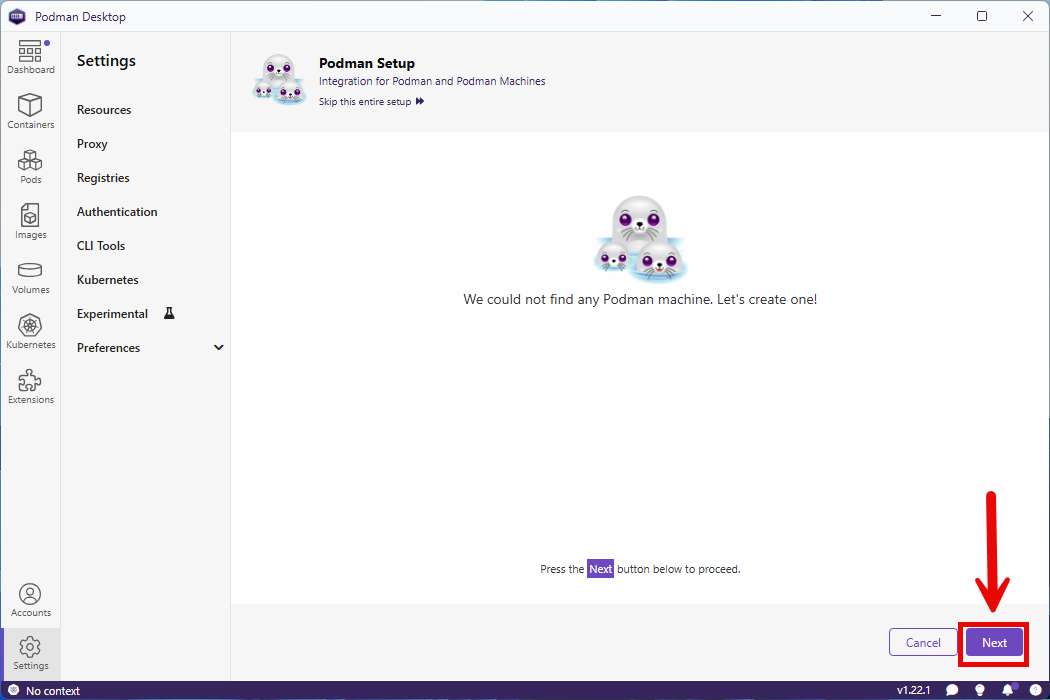 Podman Desktop
Dashboard
Containers
Pods
Images
Volumes
Kubernetes
Extensions
Accounts
Settings
Settings
Resources
Proxy
Registries
Authentication
CLI Tools
Kubernetes
Experimental
Preferences
Podman Setup
Integration for Podman and Podman Machines
Skip this entire setup
We could not find any Podman machine. Let's create one!
Press the Next button below to proceed.
Cancel
Next
No context
v1.22.1